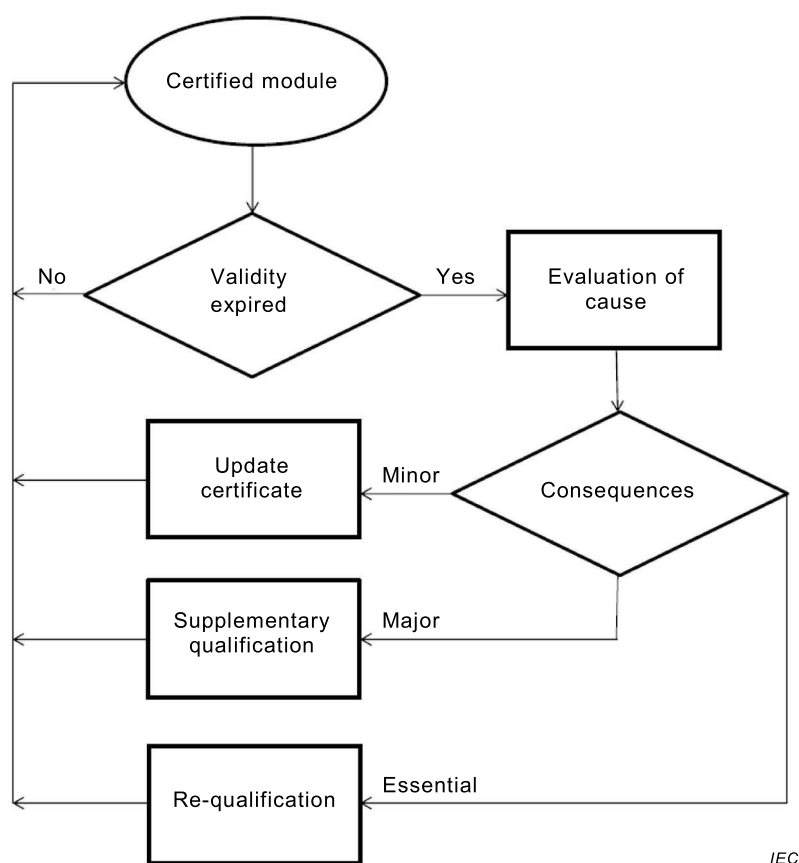 Certified module
No
Validity
expired
Yes
Evaluation of
cause
Update
certificate
Minor
Consequences
Supplementary
qualification
Major
Re-qualification
Essential
IEC